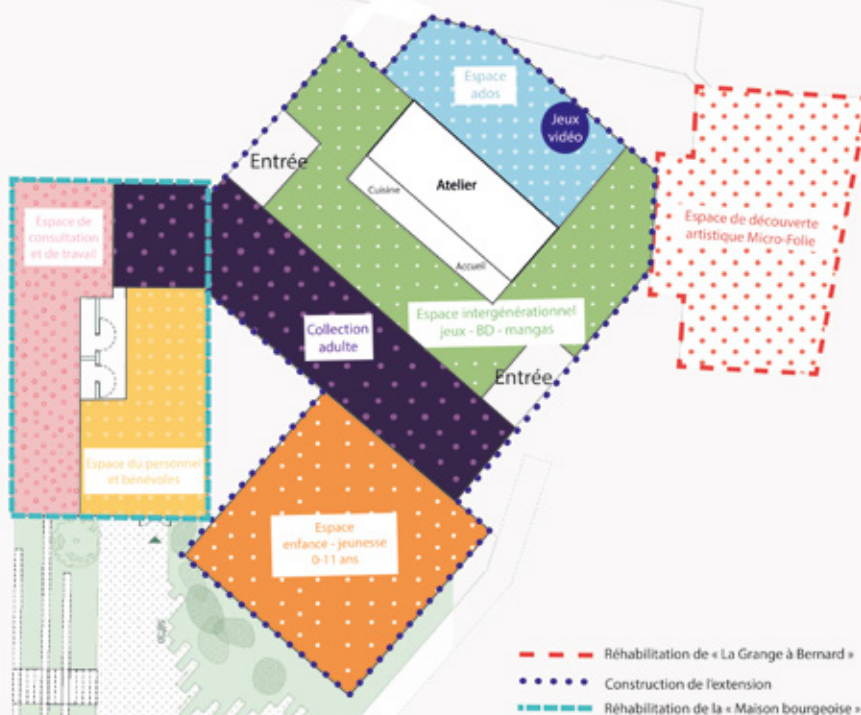 Espace
ados
Jeux
vidéo
Entrée
Cuisine
Atelier
Accueil
Espace de
consultation
et de travail
Espace de découverte
artistique Micro-Folie
Espace intergénérationnel
jeux - BD - mangas
Collection
adulte
Entrée
Espace du personnel
et bénévoles
Espace
enfance - jeunesse
0-11 ans
Réhabilitation de « La Grange à Bernard »
Construction de l'extension
Réhabilitation de la « Maison bourgeoise »